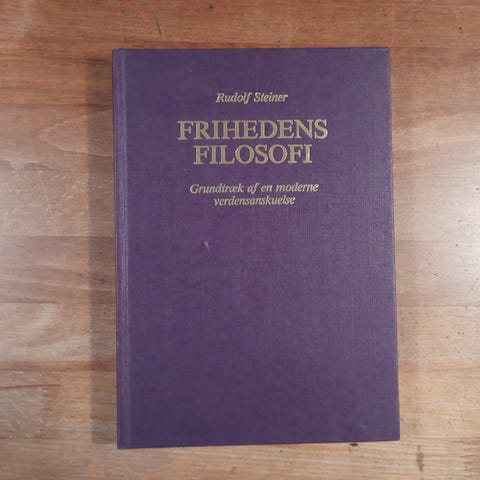 Rudolf Steiner
FRIHEDENS
FILOSOFI
Grundtræk af en moderne
verdensanskuelse